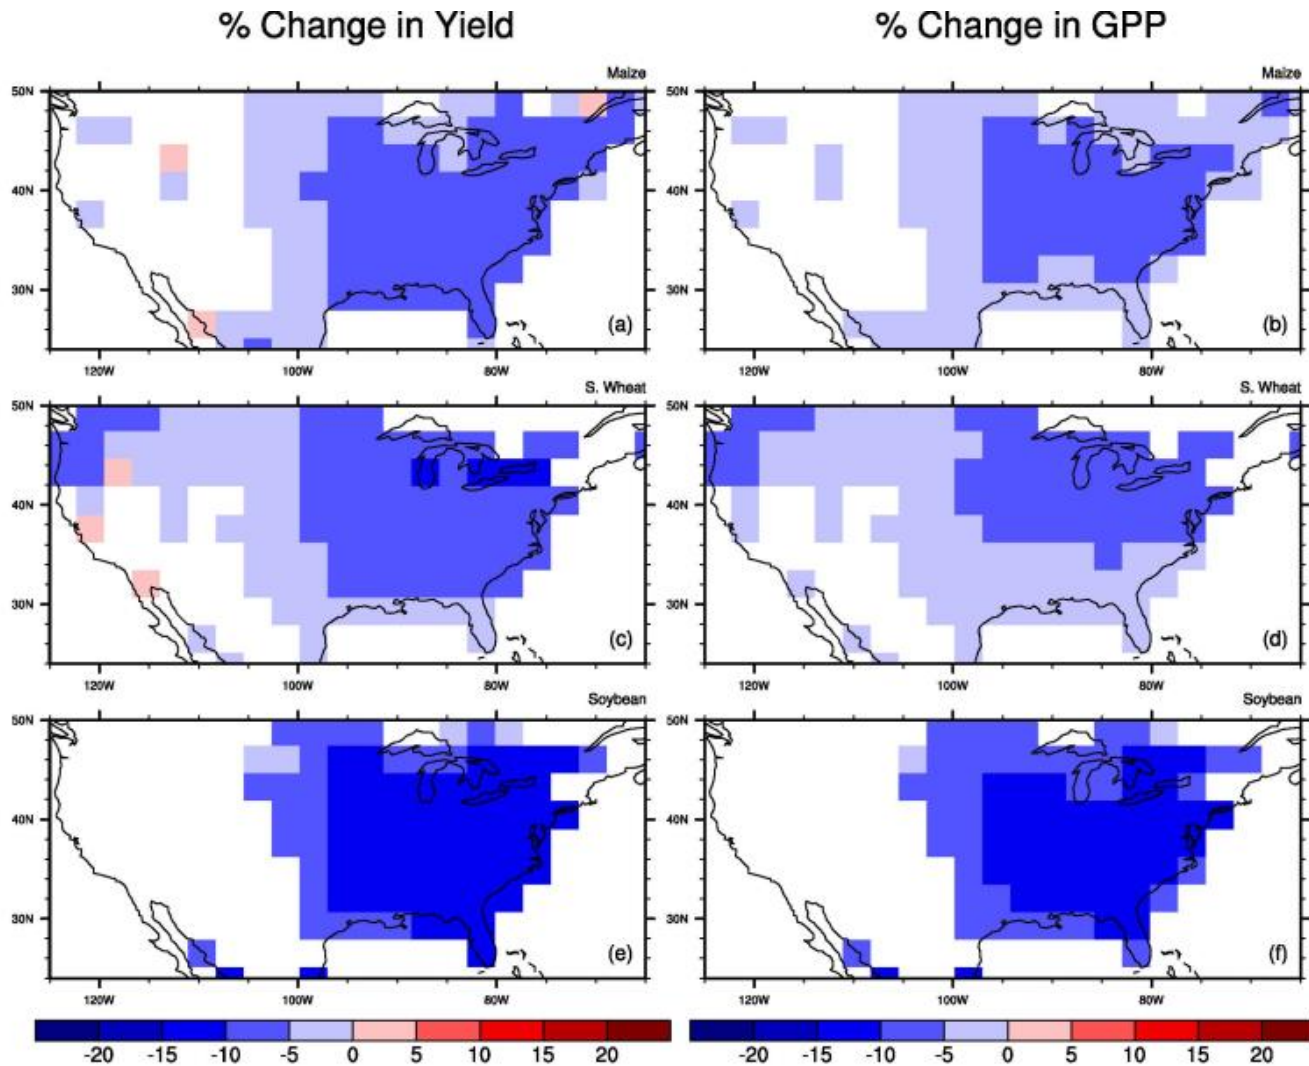 % Change in Yield
% Change in GPP
Maize
Maize
50N
50N
40N
40N
30N
30N
(a)
(b)
120W 100W 80W
120W 100W 80W
S. Wheat
S. Wheat
50N
50N
40N
40N
30N
30N
(c)
(d)
120W 100W 80W
120W 100W 80W
Soybean
Soybean
50N
50N
40N
40N
30N
30N
(e)
(f)
120W 100W 80W
120W 100W 80W
-20 -15 -10 -5 0 5 10 15 20
-20 -15 -10 -5 0 5 10 15 20